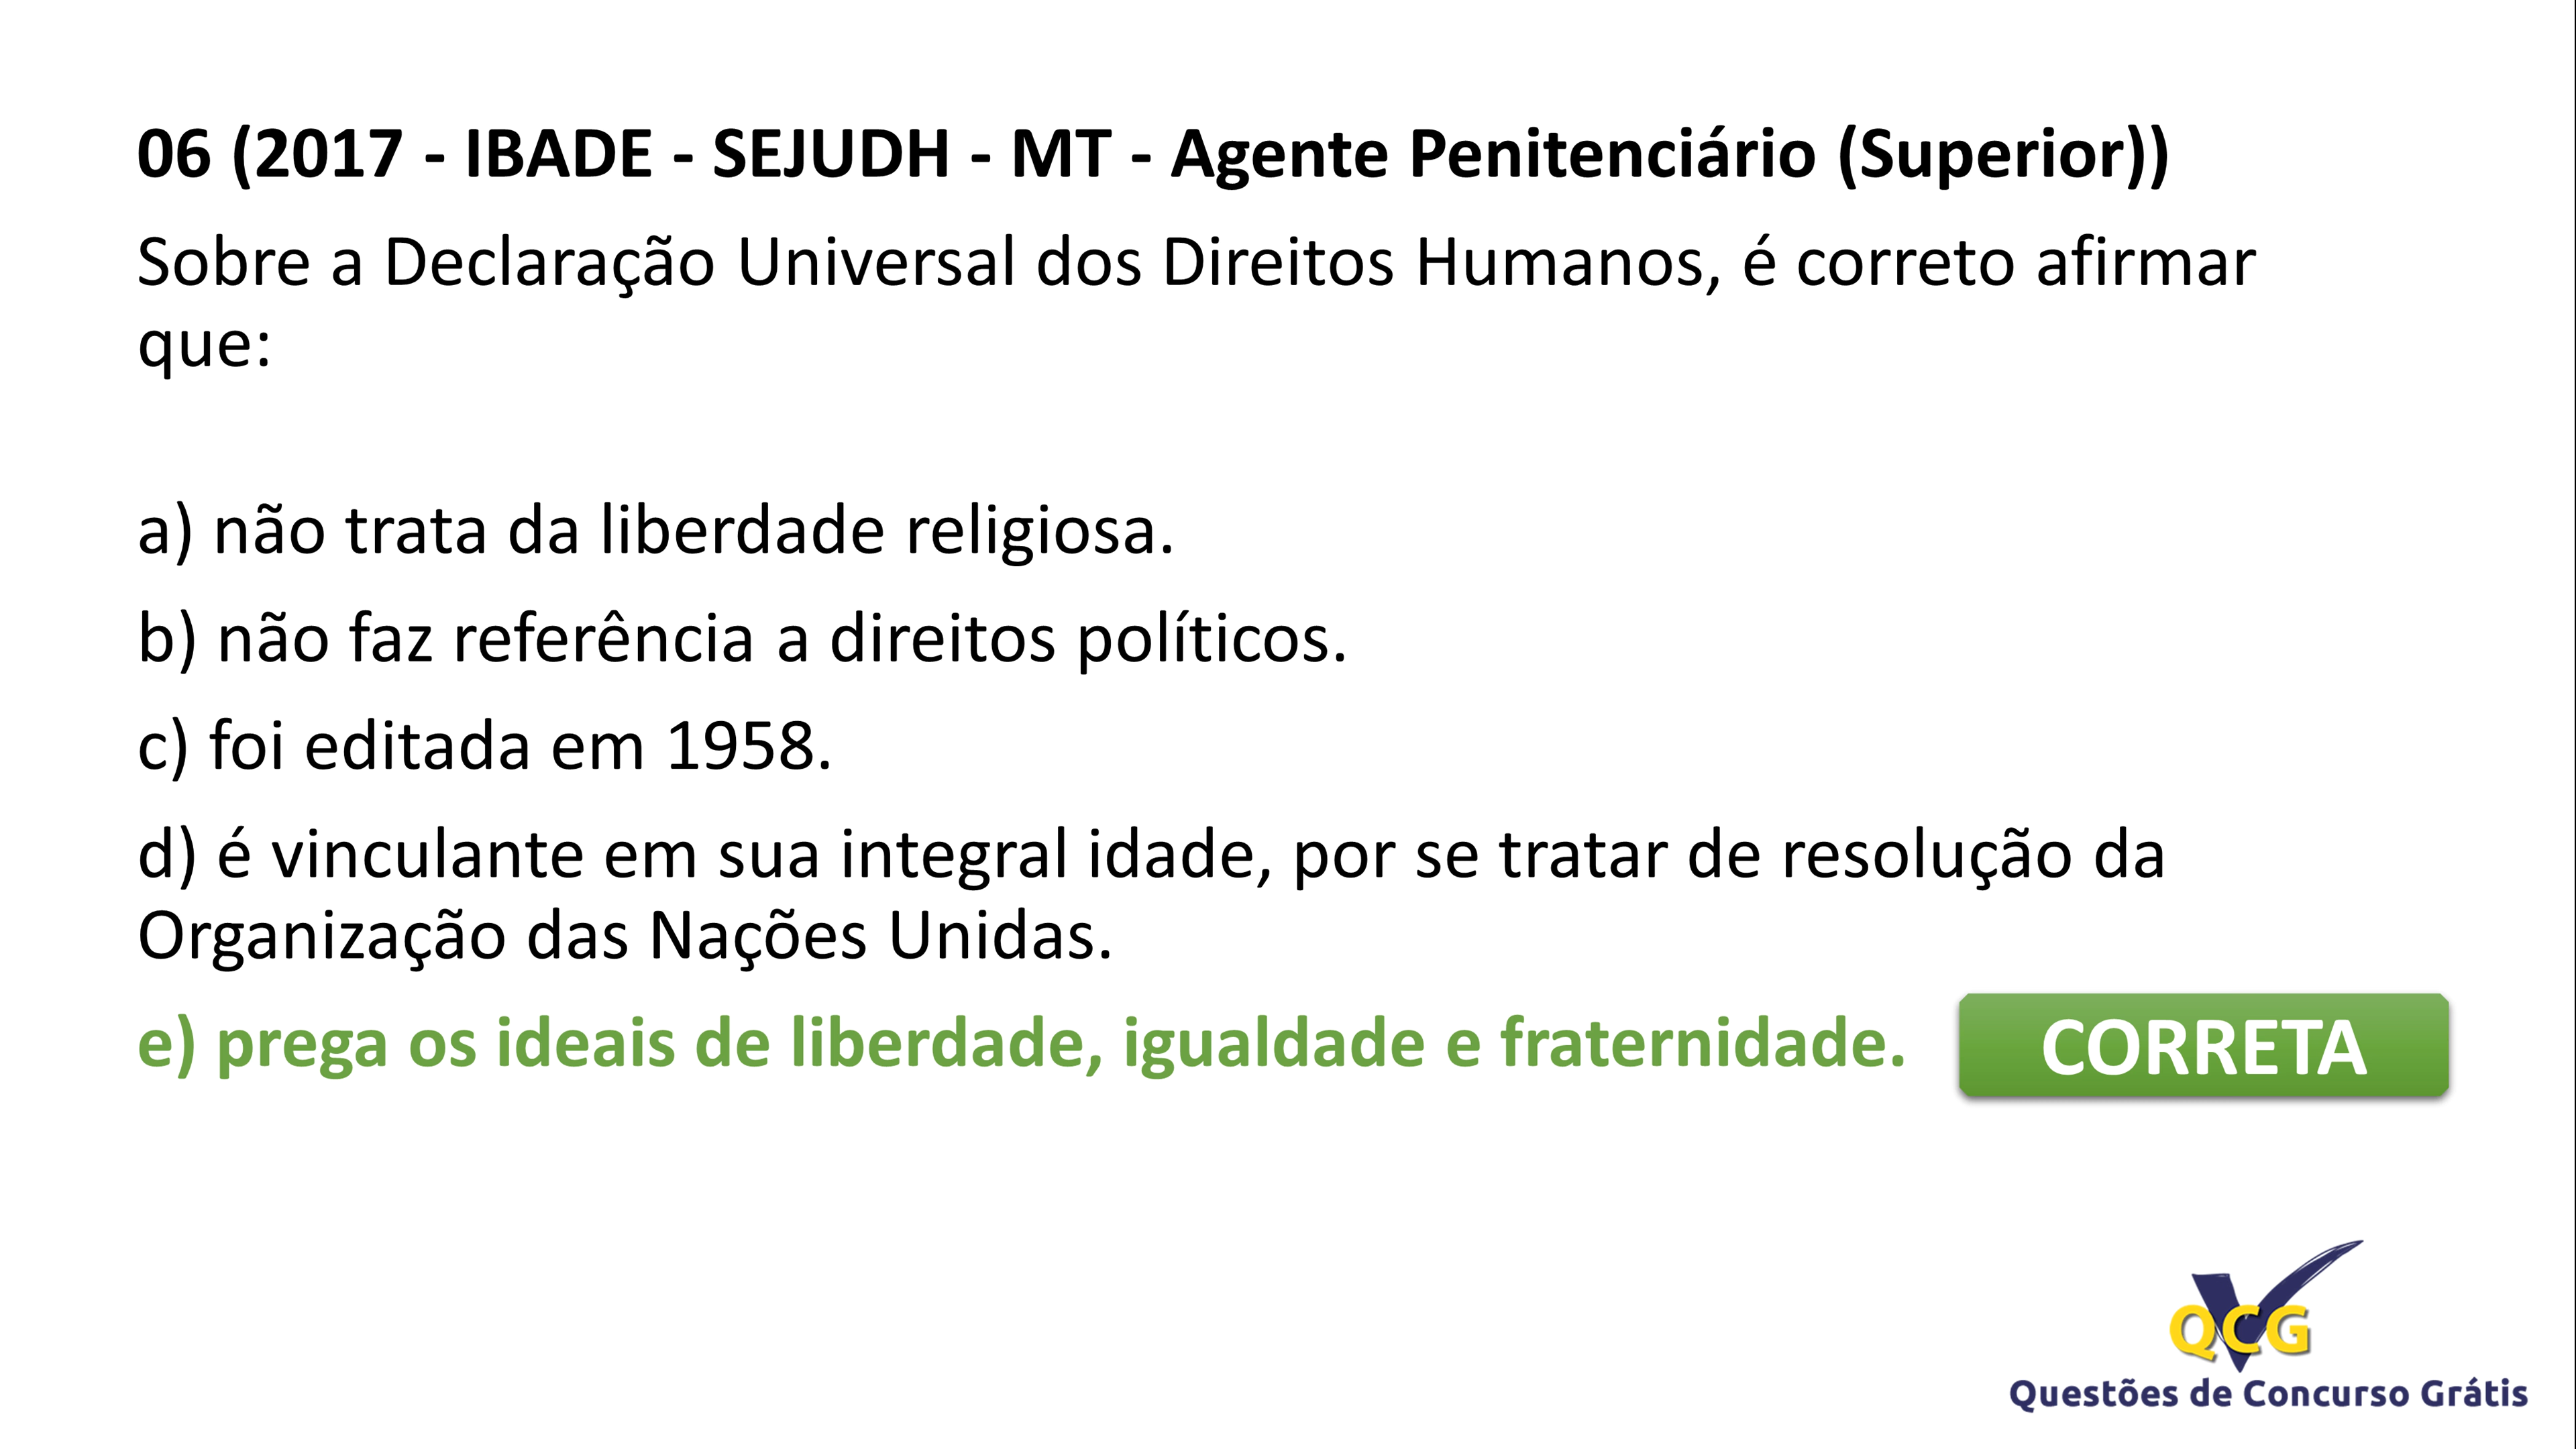 06 (2017 - IBADE - SEJUDH - MT - Agente Penitenciário (Superior))
Sobre a Declaração Universal dos Direitos Humanos, é correto afirmar
que:
a) não trata da liberdade religiosa.
b) não faz referência a direitos políticos.
c) foi editada em 1958.
d) é vinculante em sua integral idade, por se tratar de resolução da
Organização das Nações Unidas.
e) prega os ideais de liberdade, igualdade e fraternidade.
CORRETA
QCG
Questões de Concurso Grátis